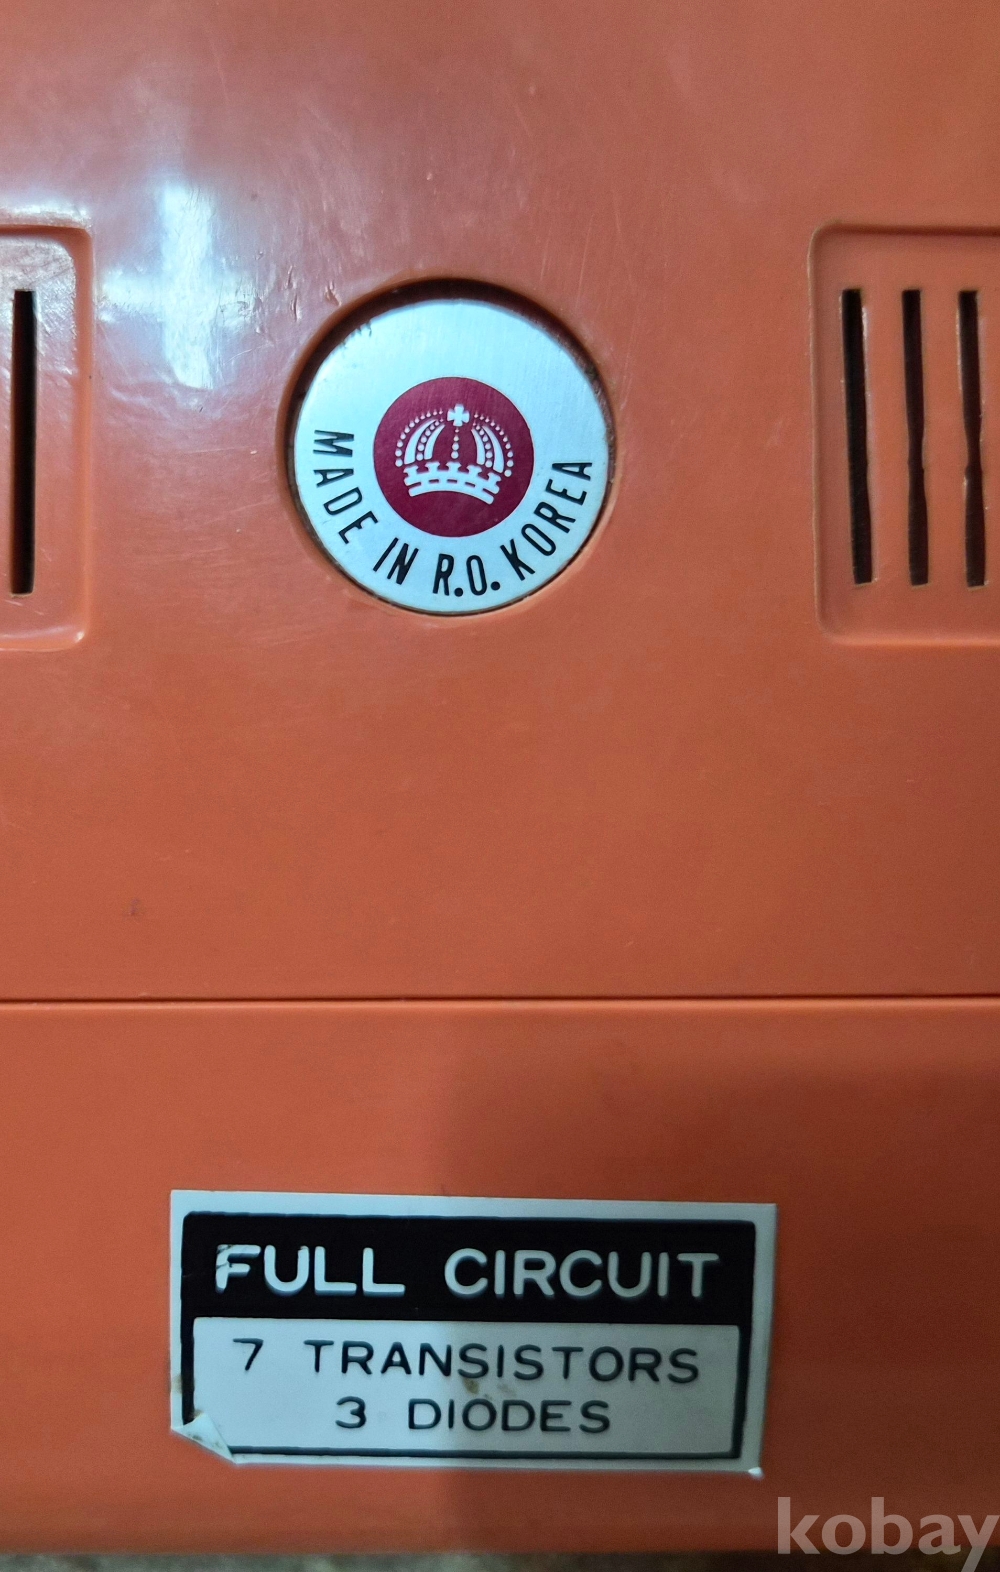 MADE IN R.O. KOREA
FULL CIRCUIT
7 TRANSISTORS
3 DIODES
kobay